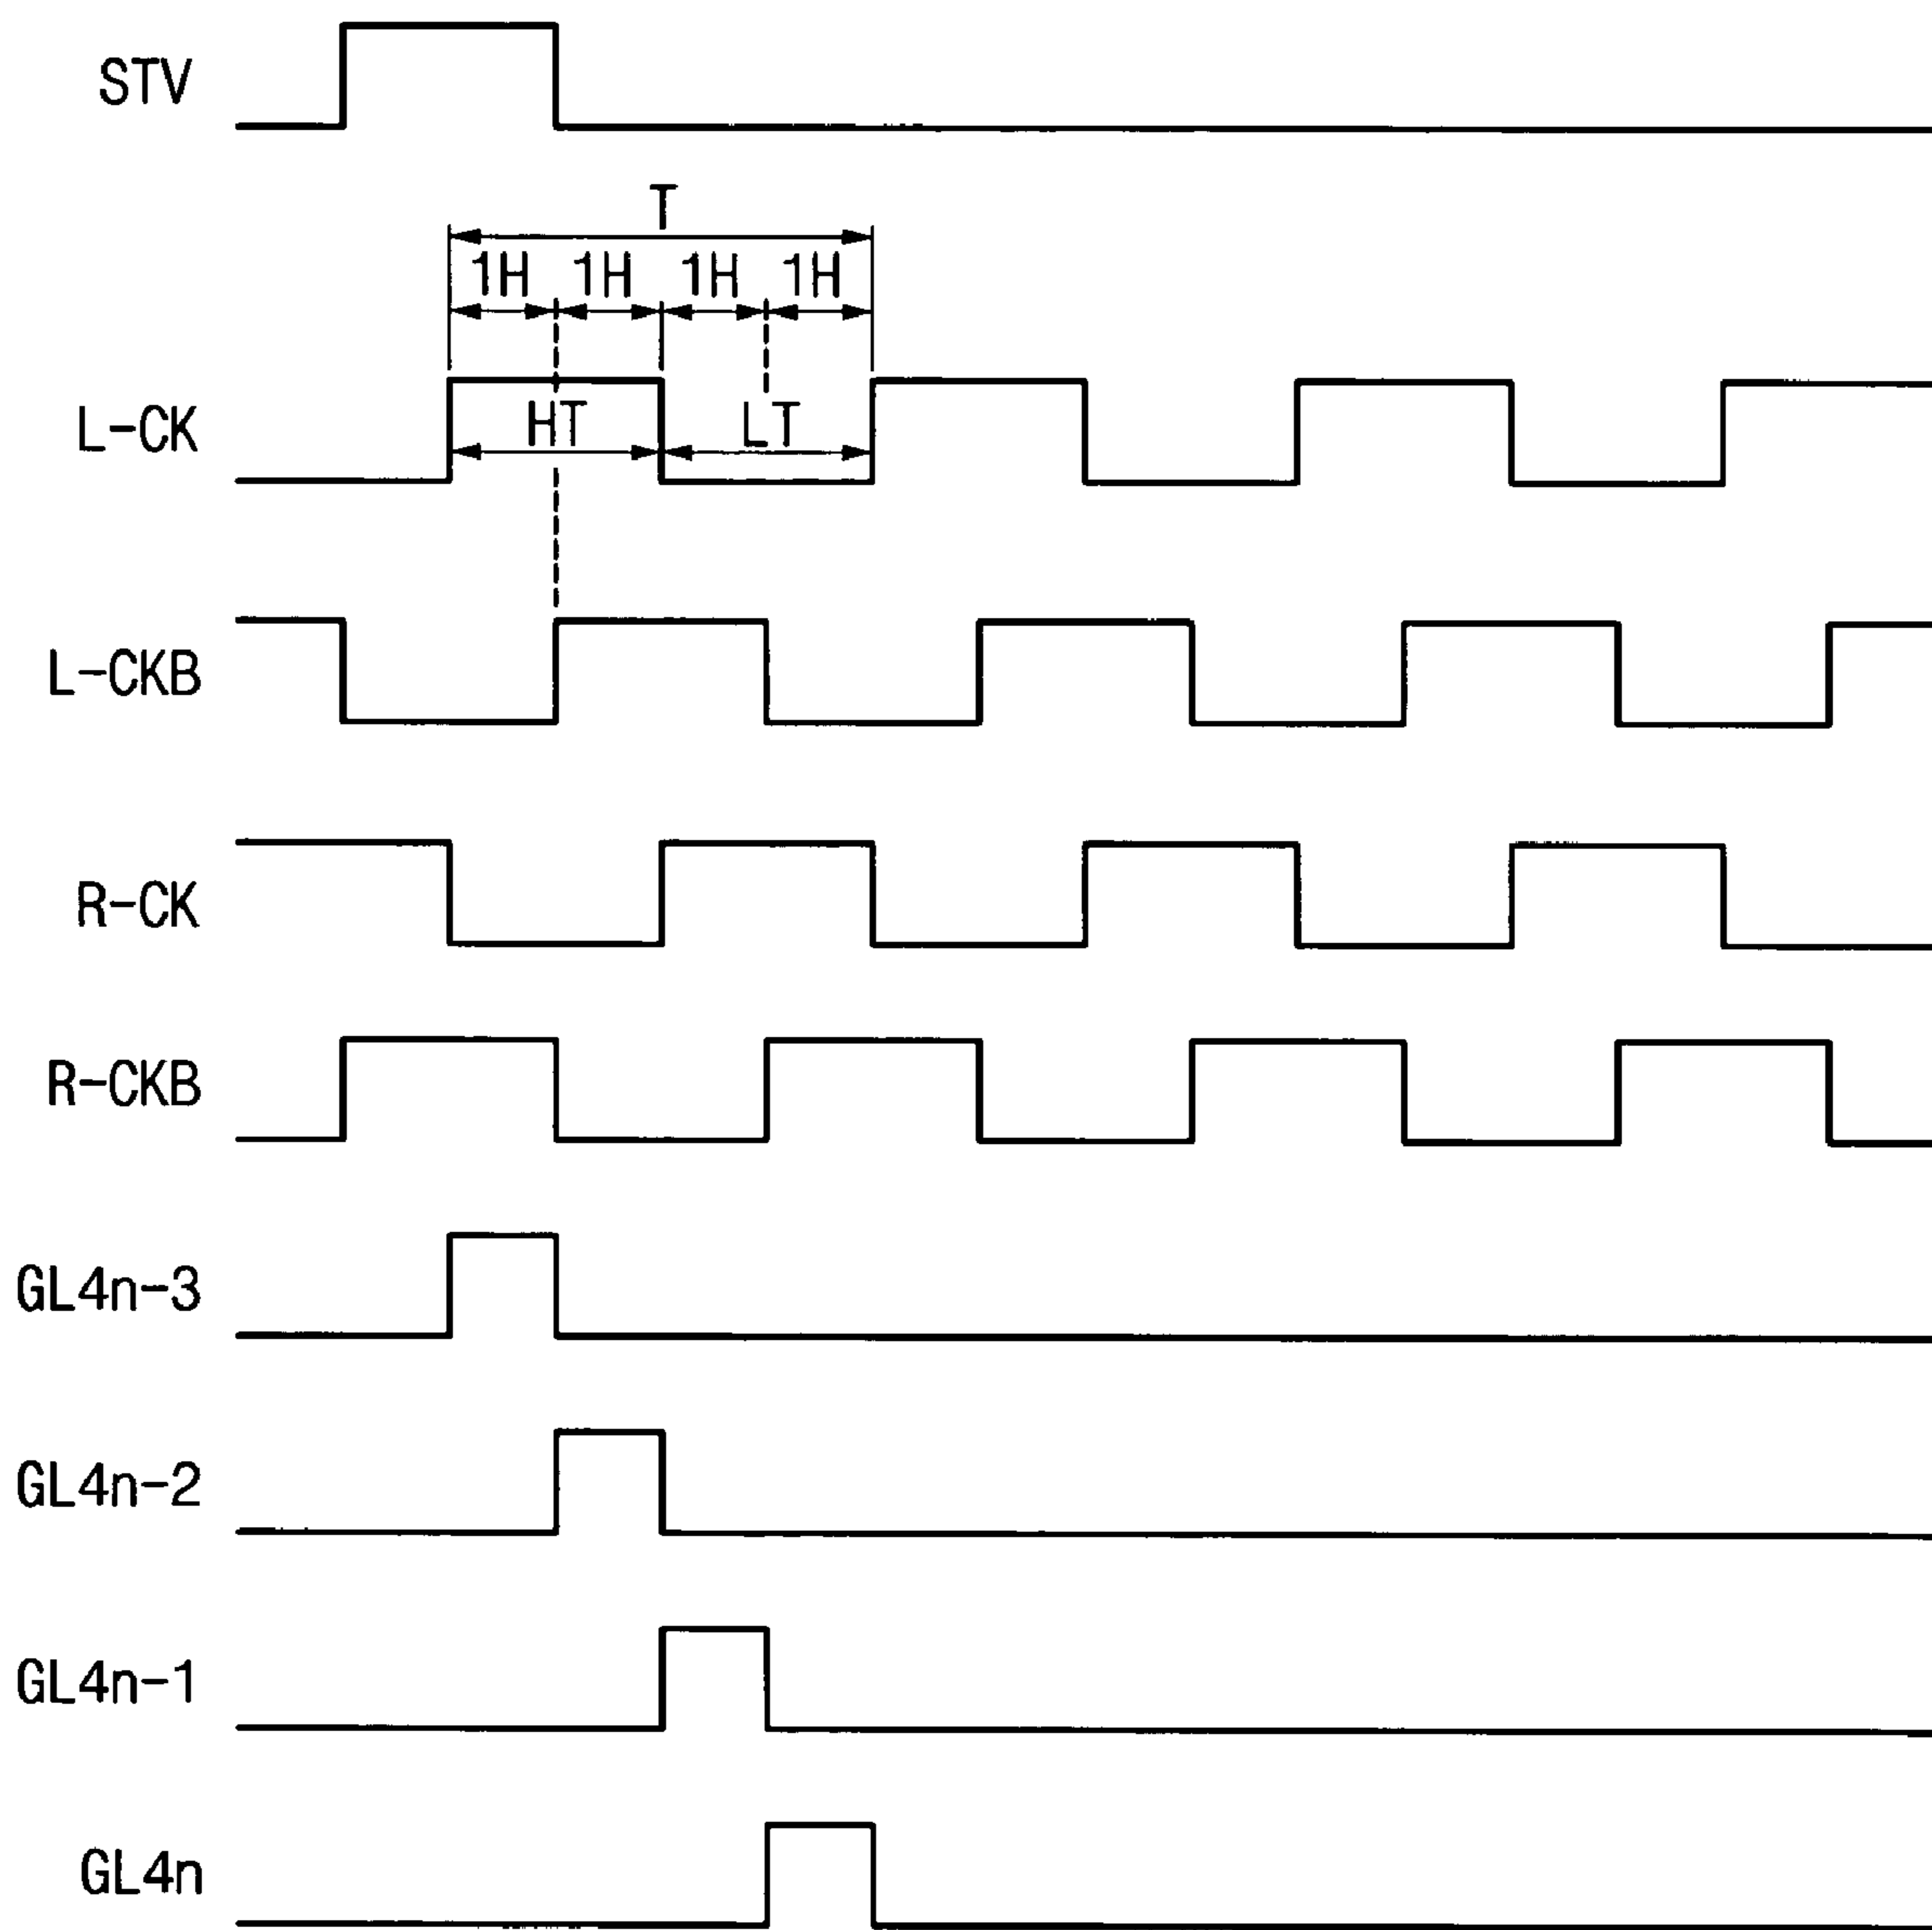 STV
T
1H 1H 1H 1H
L-CK
HT LT
L-CKB
R-CK
R-CKB
GL4n-3
GL4n-2
GL4n-1
GL4n